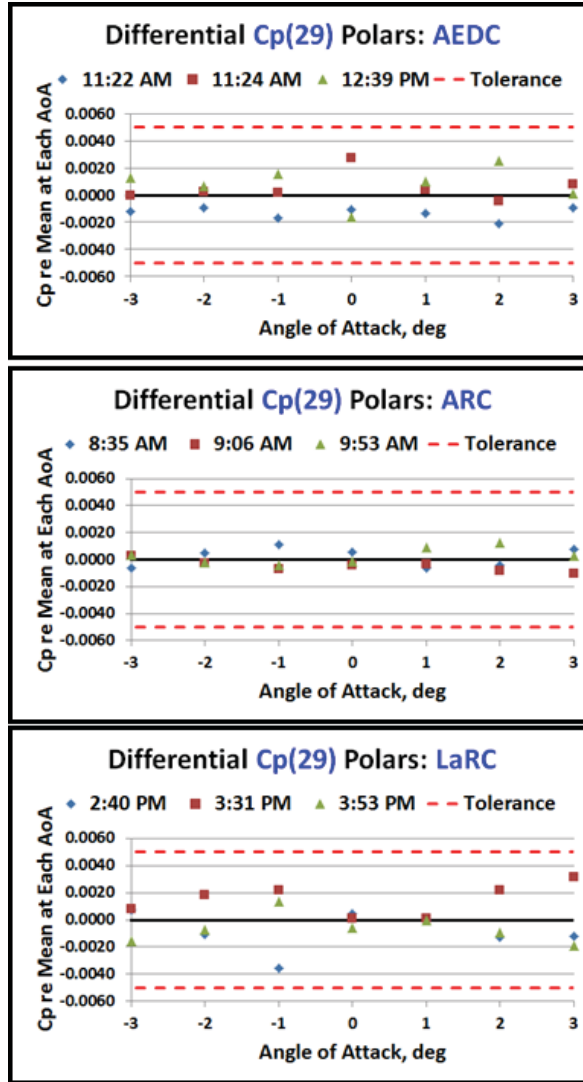 Differential Cp(29) Polars: AEDC
11:22 AM 11:24 AM 12:39 PM Tolerance
Cp re Mean at Each AoA
0.0060
0.0040
0.0020
0.0000
-0.0020
-0.0040
-0.0060
-3 -2 -1 0 1 2 3
Angle of Attack, deg
Differential Cp(29) Polars: ARC
8:35 AM 9:06 AM 9:53 AM Tolerance
Cp re Mean at Each AoA
0.0060
0.0040
0.0020
0.0000
-0.0020
-0.0040
-0.0060
-3 -2 -1 0 1 2 3
Angle of Attack, deg
Differential Cp(29) Polars: LaRC
2:40 PM 3:31 PM 3:53 PM Tolerance
Cp re Mean at Each AoA
0.0060
0.0040
0.0020
0.0000
-0.0020
-0.0040
-0.0060
-3 -2 -1 0 1 2 3
Angle of Attack, deg